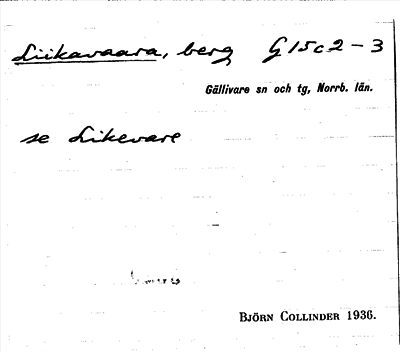 Liikavaara, berg G 15 c 2 - 3
Gällivare sn och tg, Norrb. län.
se Likevare
BJÖRN COLLINDER 1936.